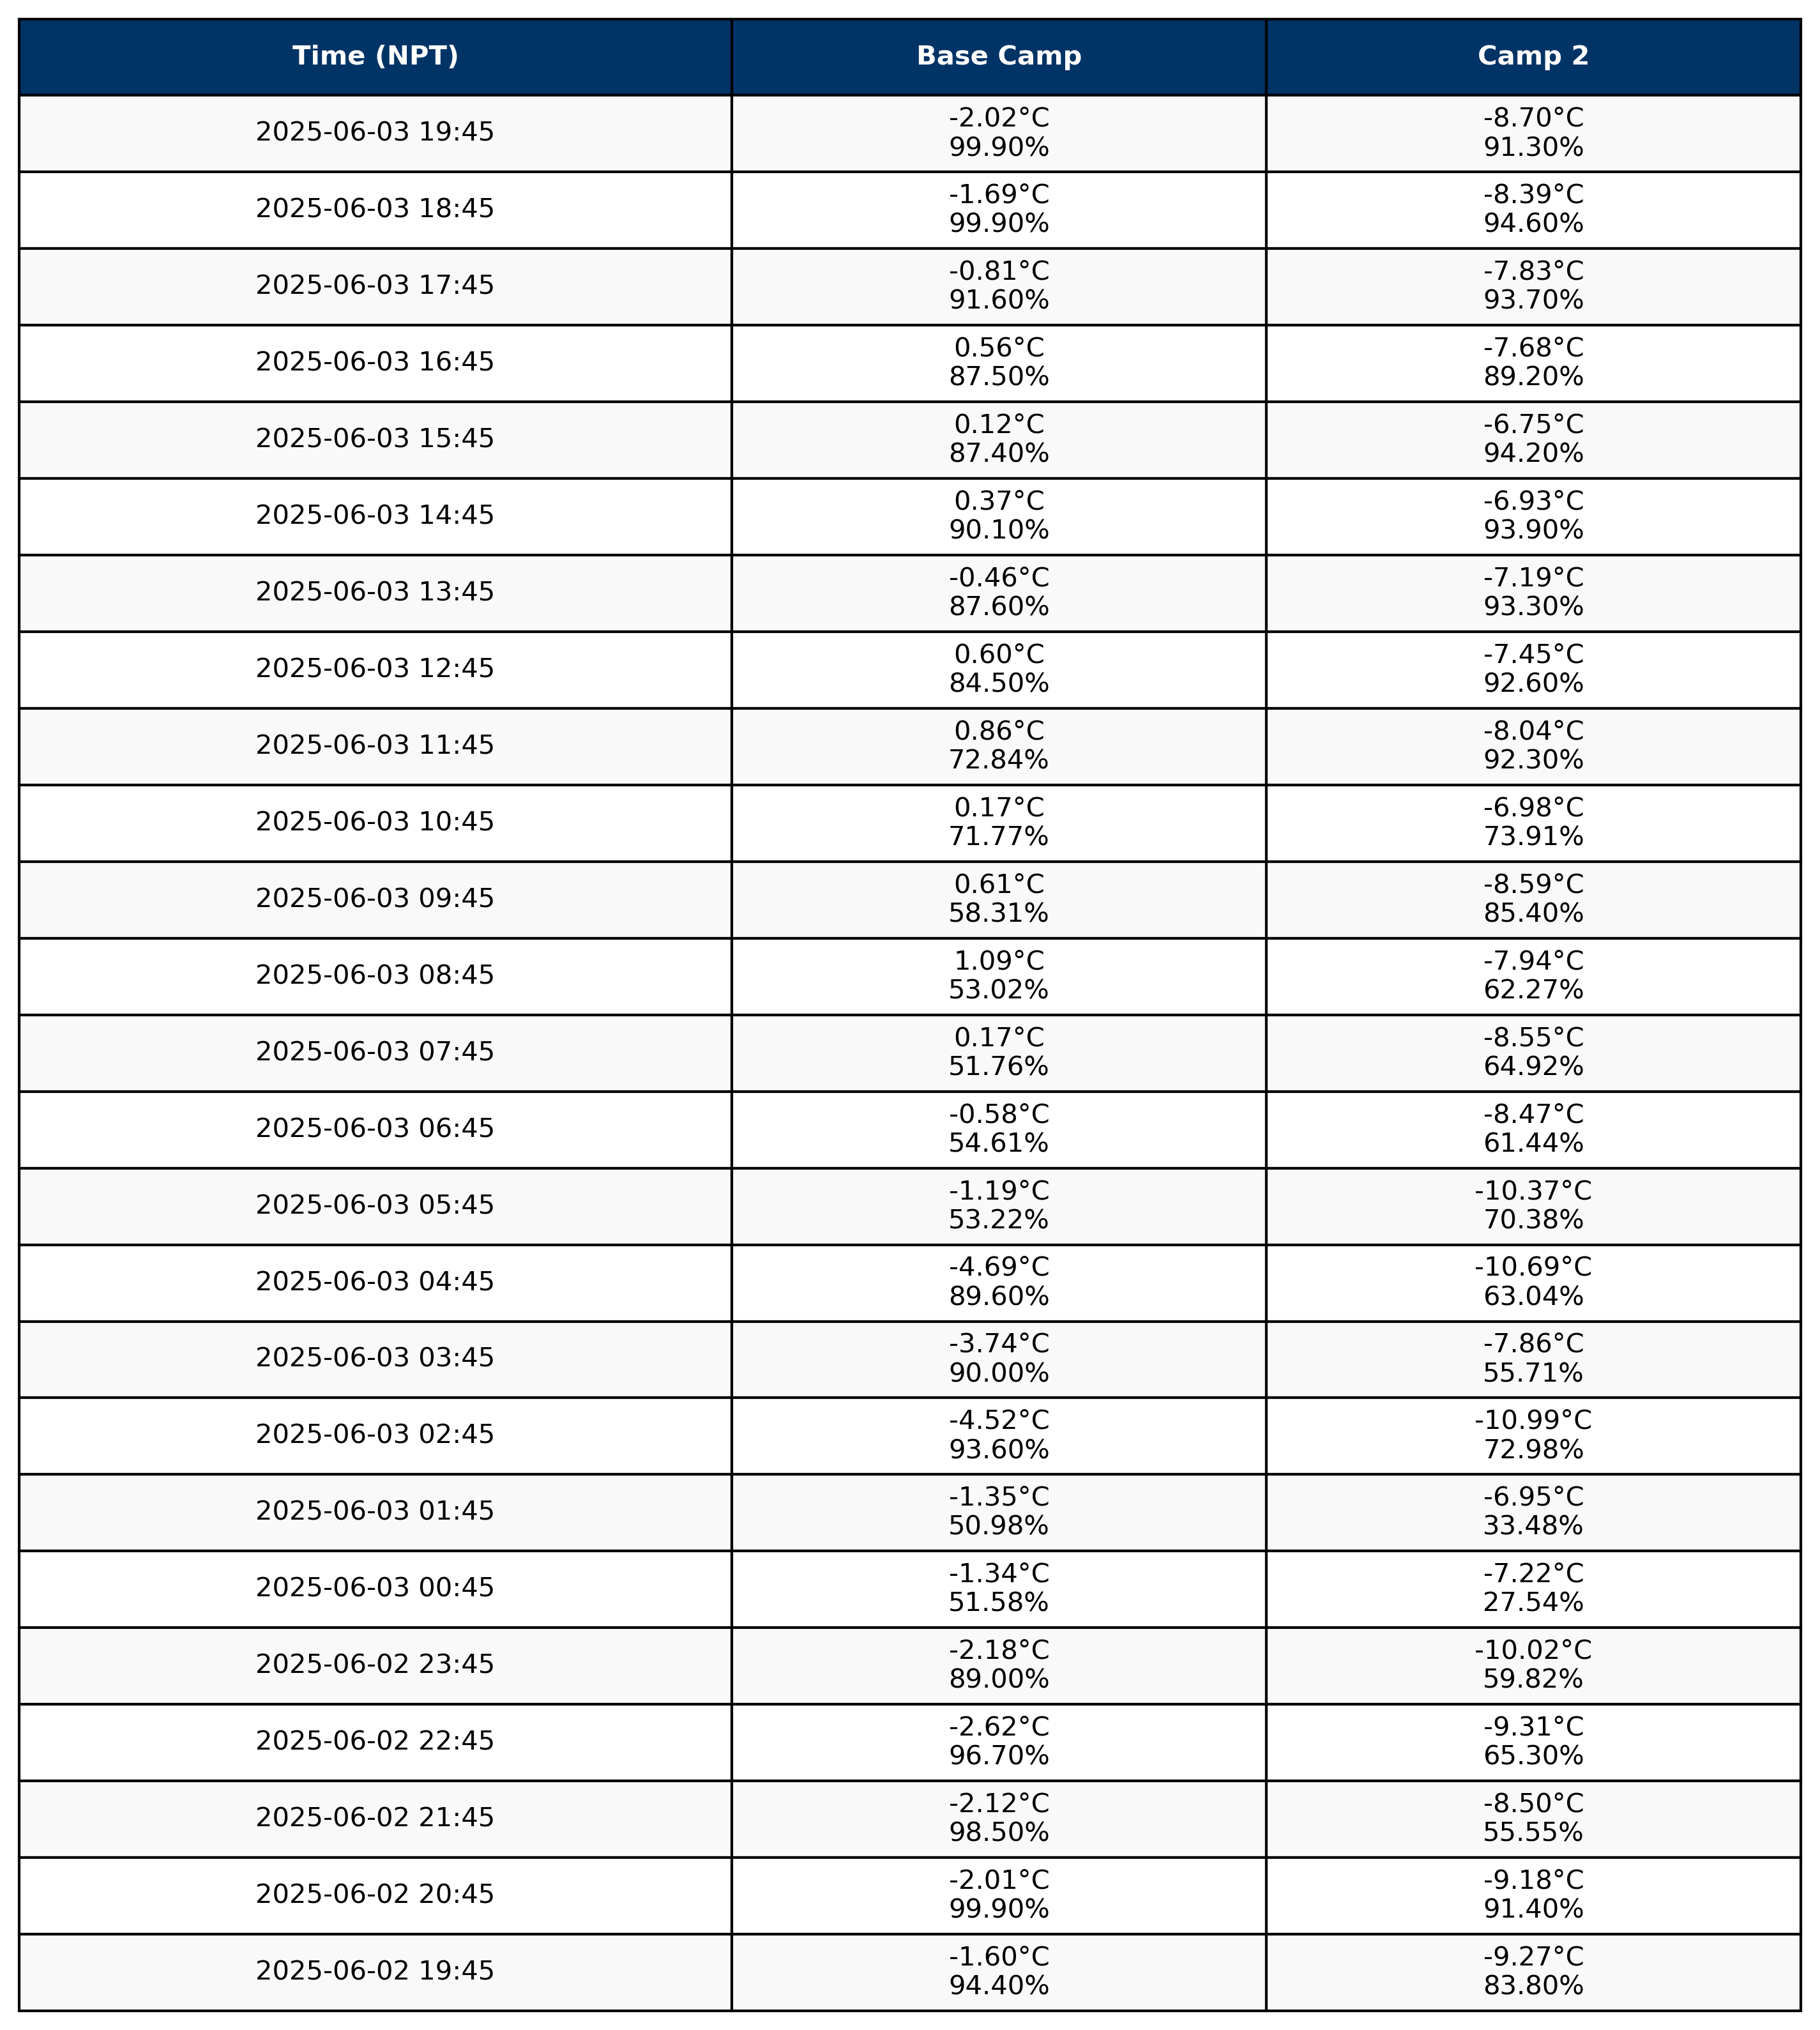 Time (NPT) Base Camp Camp 2
2025-06-03 19:45 -2.02°C -8.70°C
99.90% 91.30%
2025-06-03 18:45 -1.69°C -8.39°C
99.90% 94.60%
2025-06-03 17:45 -0.81°C -7.83°C
91.60% 93.70%
2025-06-03 16:45 0.56°C -7.68°C
87.50% 89.20%
2025-06-03 15:45 0.12°C -6.75°C
87.40% 94.20%
2025-06-03 14:45 0.37°C -6.93°C
90.10% 93.90%
2025-06-03 13:45 -0.46°C -7.19°C
87.60% 93.30%
2025-06-03 12:45 0.60°C -7.45°C
84.50% 92.60%
2025-06-03 11:45 0.86°C -8.04°C
72.84% 92.30%
2025-06-03 10:45 0.17°C -6.98°C
71.77% 73.91%
2025-06-03 09:45 0.61°C -8.59°C
58.31% 85.40%
2025-06-03 08:45 1.09°C -7.94°C
53.02% 62.27%
2025-06-03 07:45 0.17°C -8.55°C
51.76% 64.92%
2025-06-03 06:45 -0.58°C -8.47°C
54.61% 61.44%
2025-06-03 05:45 -1.19°C -10.37°C
53.22% 70.38%
2025-06-03 04:45 -4.69°C -10.69°C
89.60% 63.04%
2025-06-03 03:45 -3.74°C -7.86°C
90.00% 55.71%
2025-06-03 02:45 -4.52°C -10.99°C
93.60% 72.98%
2025-06-03 01:45 -1.35°C -6.95°C
50.98% 33.48%
2025-06-03 00:45 -1.34°C -7.22°C
51.58% 27.54%
2025-06-02 23:45 -2.18°C -10.02°C
89.00% 59.82%
2025-06-02 22:45 -2.62°C -9.31°C
96.70% 65.30%
2025-06-02 21:45 -2.12°C -8.50°C
98.50% 55.55%
2025-06-02 20:45 -2.01°C -9.18°C
99.90% 91.40%
2025-06-02 19:45 -1.60°C -9.27°C
94.40% 83.80%